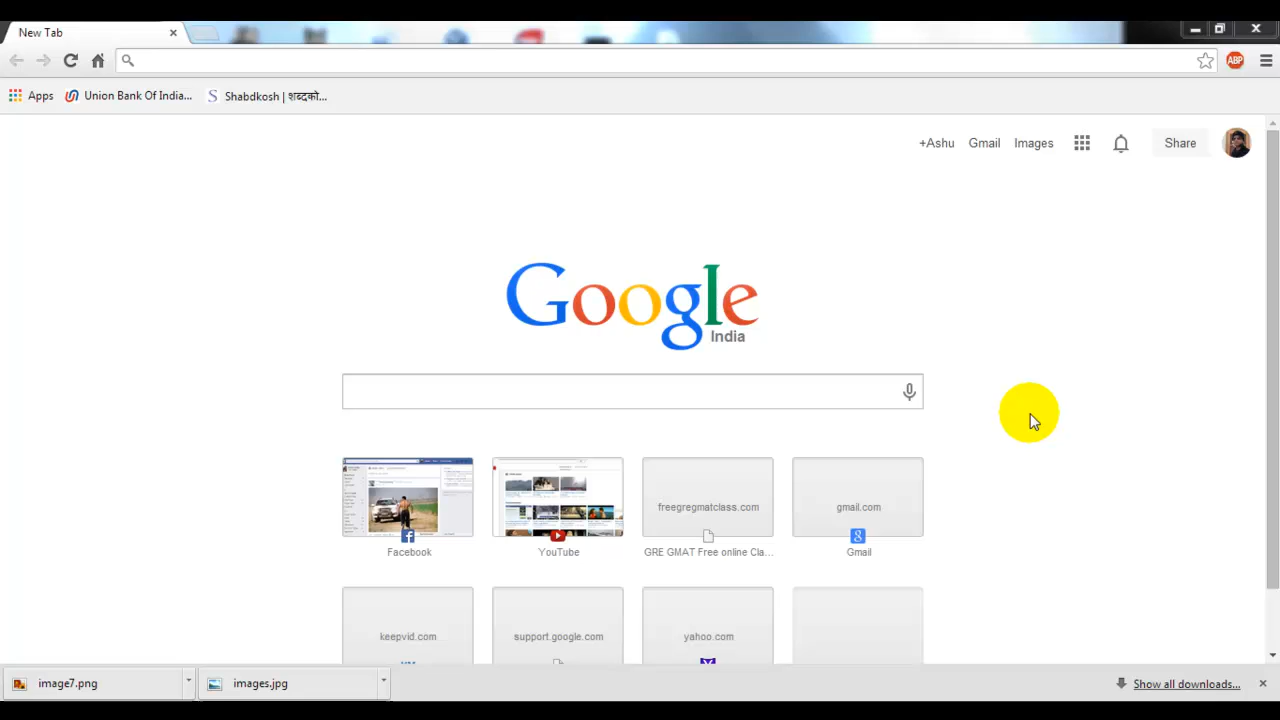 New Tab
ABP
Apps
Union Bank Of India...
Shabdkosh | शब्दको...
+Ashu
Gmail
Images
Share
Google
India
freegregmatclass.com
gmail.com
Facebook
YouTube
GRE GMAT Free online Cla...
Gmail
keepvid.com
support.google.com
yahoo.com
image7.png
images.jpg
Show all downloads...